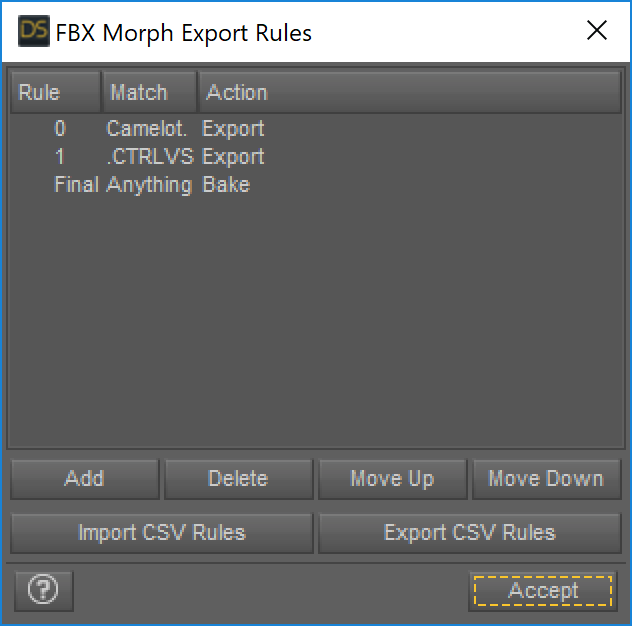 DS FBX Morph Export Rules
Rule Match Action
0 Camelot. Export
1 .CTRLVS Export
Final Anything Bake
Add Delete Move Up Move Down
Import CSV Rules Export CSV Rules
? Accept